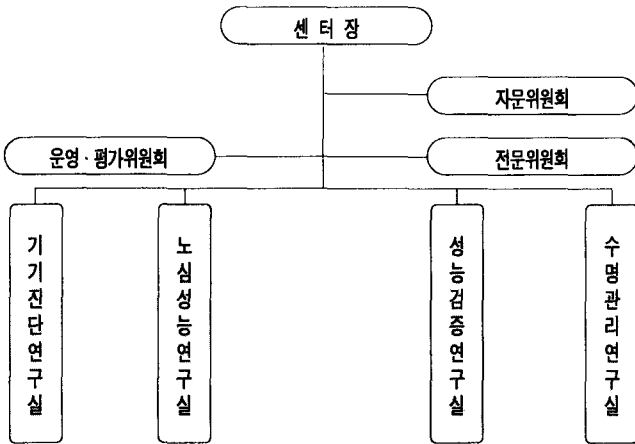 센 터 장
자문위원회
운영 · 평가위원회
전문위원회
기기진단연구실
노심성능연구실
성능검증연구실
수명관리연구실